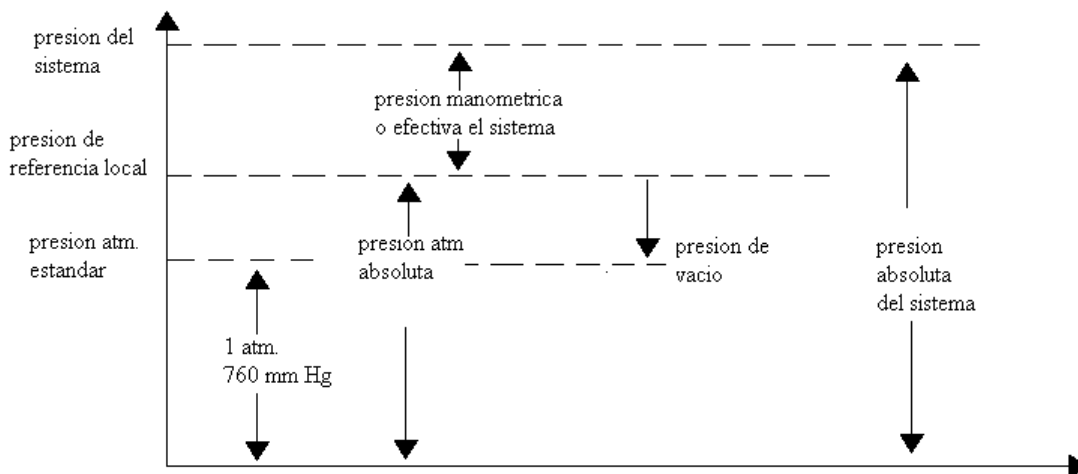 presion del
sistema
presion manometrica
o efectiva el sistema
presion de
referencia local
presion atm.
estandar
presion atm
absoluta
presion de
vacio
presion
absoluta
del sistema
1 atm.
760 mm Hg